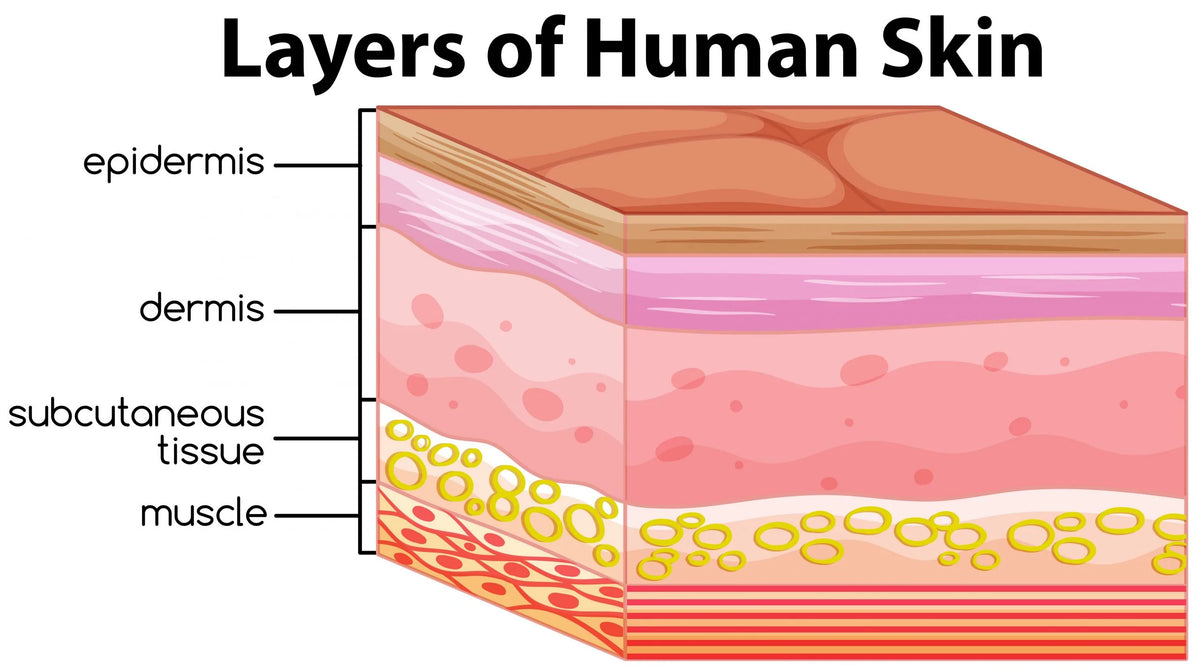 Layers of Human Skin
epidermis
dermis
subcutaneous
tissue
muscle